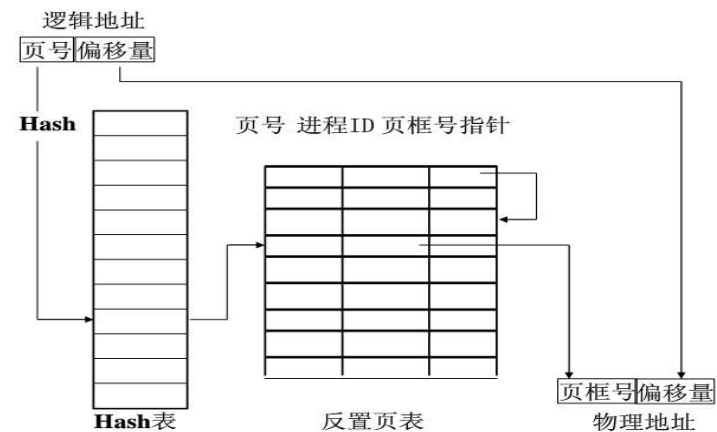 逻辑地址
页号 偏移量
Hash
页号 进程ID 页框号指针
页框号 偏移量
Hash表
反置页表
物理地址